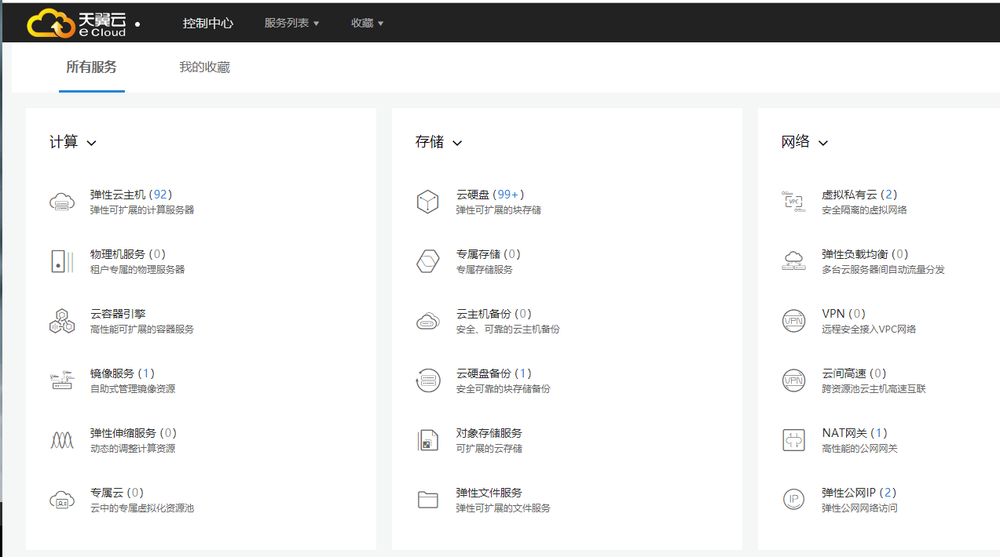 天翼云
e Cloud
控制中心 服务列表 收藏
所有服务 我的收藏
计算
弹性云主机 (92)
弹性可扩展的计算服务器
物理机服务 (0)
租户专属的物理服务器
云容器引擎
高性能可扩展的容器服务
镜像服务 (1)
自助式管理镜像资源
弹性伸缩服务 (0)
动态的调整计算资源
专属云 (0)
云中的专属虚拟化资源池
存储
云硬盘 (99+)
弹性可扩展的块存储
专属存储 (0)
专属存储服务
云主机备份 (0)
安全、可靠的云主机备份
云硬盘备份 (1)
安全可靠的块存储备份
对象存储服务
可扩展的云存储
弹性文件服务
弹性可扩展的文件服务
网络
VPC
虚拟私有云 (2)
安全隔离的虚拟网络
弹性负载均衡 (0)
多台云服务器间自动流量分发
VPN
VPN (0)
远程安全接入VPC网络
VPN
云间高速 (0)
跨资源池云主机高速互联
NAT网关 (1)
高性能的公网网关
IP
弹性公网IP (2)
弹性公网网络访问